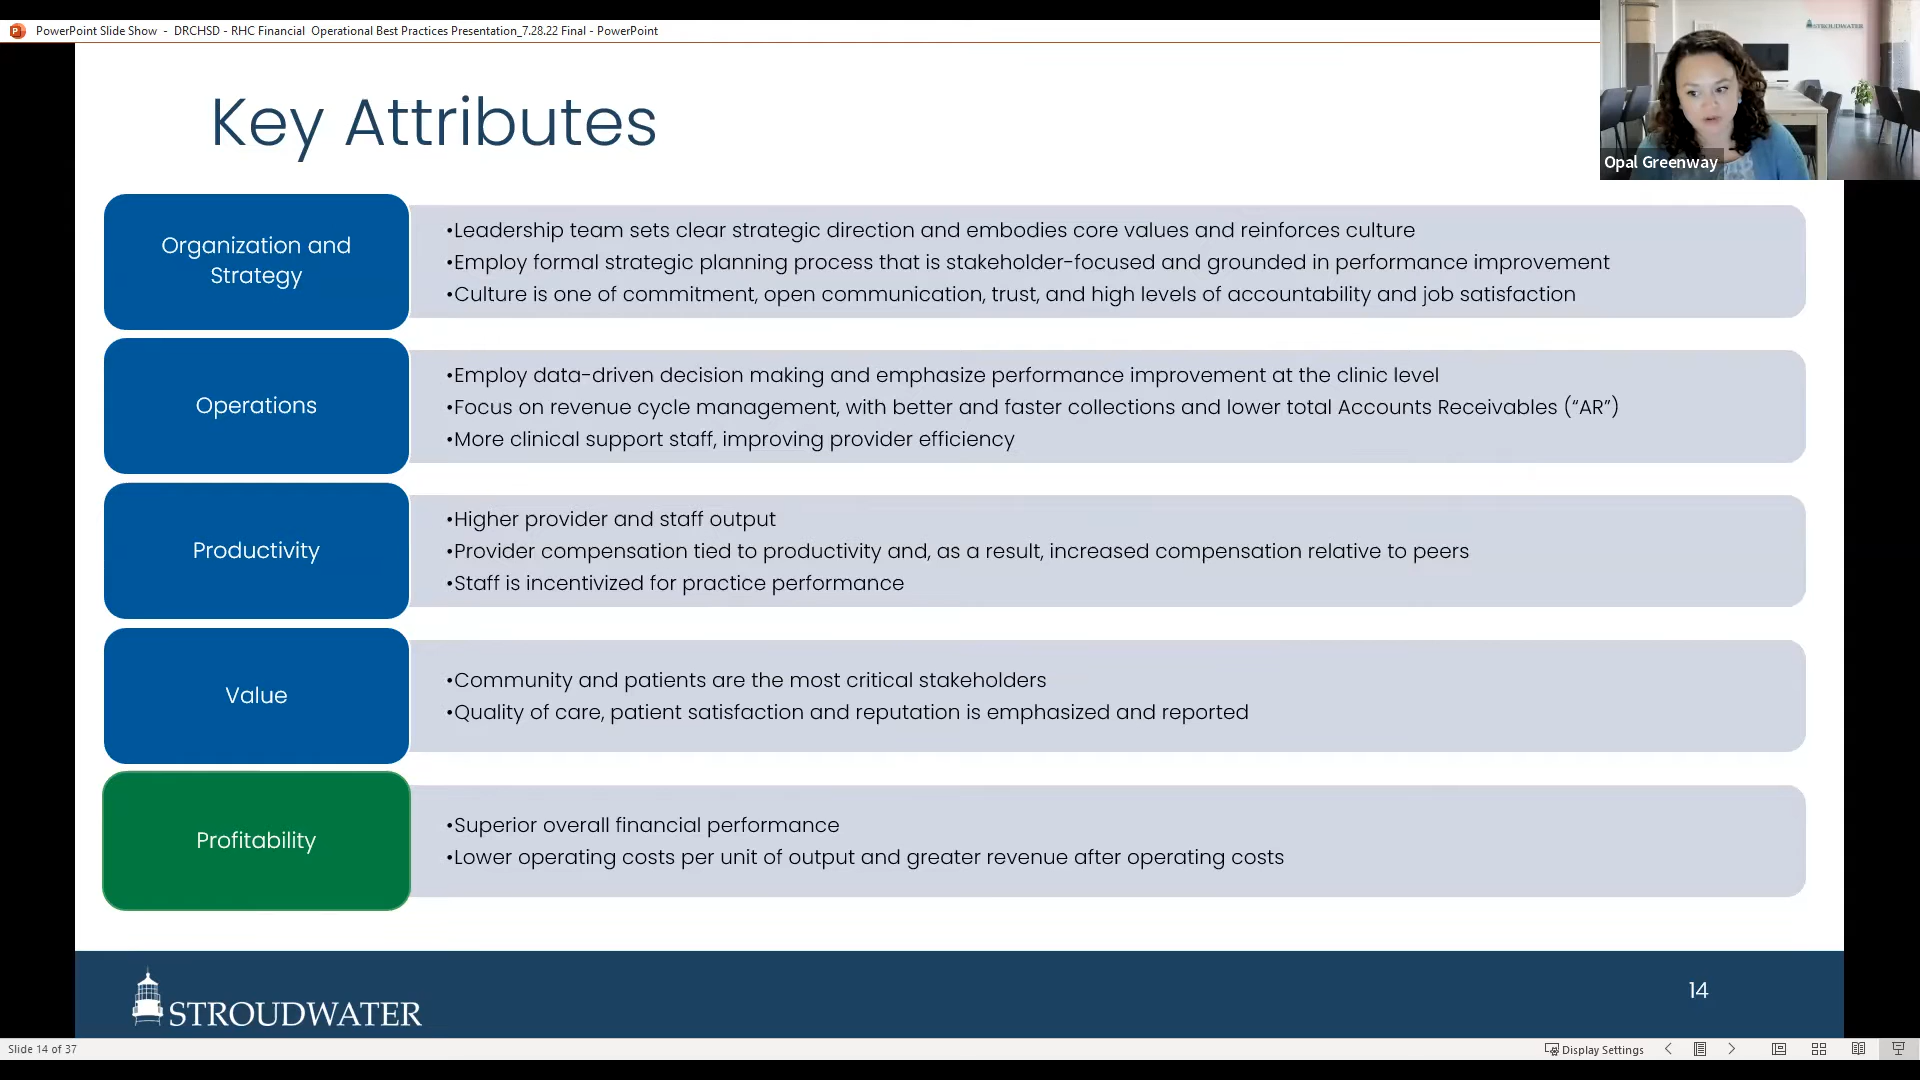 PowerPoint Slide Show - DRCHSD - RHC Financial Operational Best Practices Presentation_7.28.22 Final - PowerPoint
STROUDWATER
Opal Greenway
Key Attributes
Organization and
Strategy
•Leadership team sets clear strategic direction and embodies core values and reinforces culture
•Employ formal strategic planning process that is stakeholder-focused and grounded in performance improvement
•Culture is one of commitment, open communication, trust, and high levels of accountability and job satisfaction
Operations
•Employ data-driven decision making and emphasize performance improvement at the clinic level
•Focus on revenue cycle management, with better and faster collections and lower total Accounts Receivables (“AR”)
•More clinical support staff, improving provider efficiency
Productivity
•Higher provider and staff output
•Provider compensation tied to productivity and, as a result, increased compensation relative to peers
•Staff is incentivized for practice performance
Value
•Community and patients are the most critical stakeholders
•Quality of care, patient satisfaction and reputation is emphasized and reported
Profitability
•Superior overall financial performance
•Lower operating costs per unit of output and greater revenue after operating costs
STROUDWATER
14
Slide 14 of 37
Display Settings